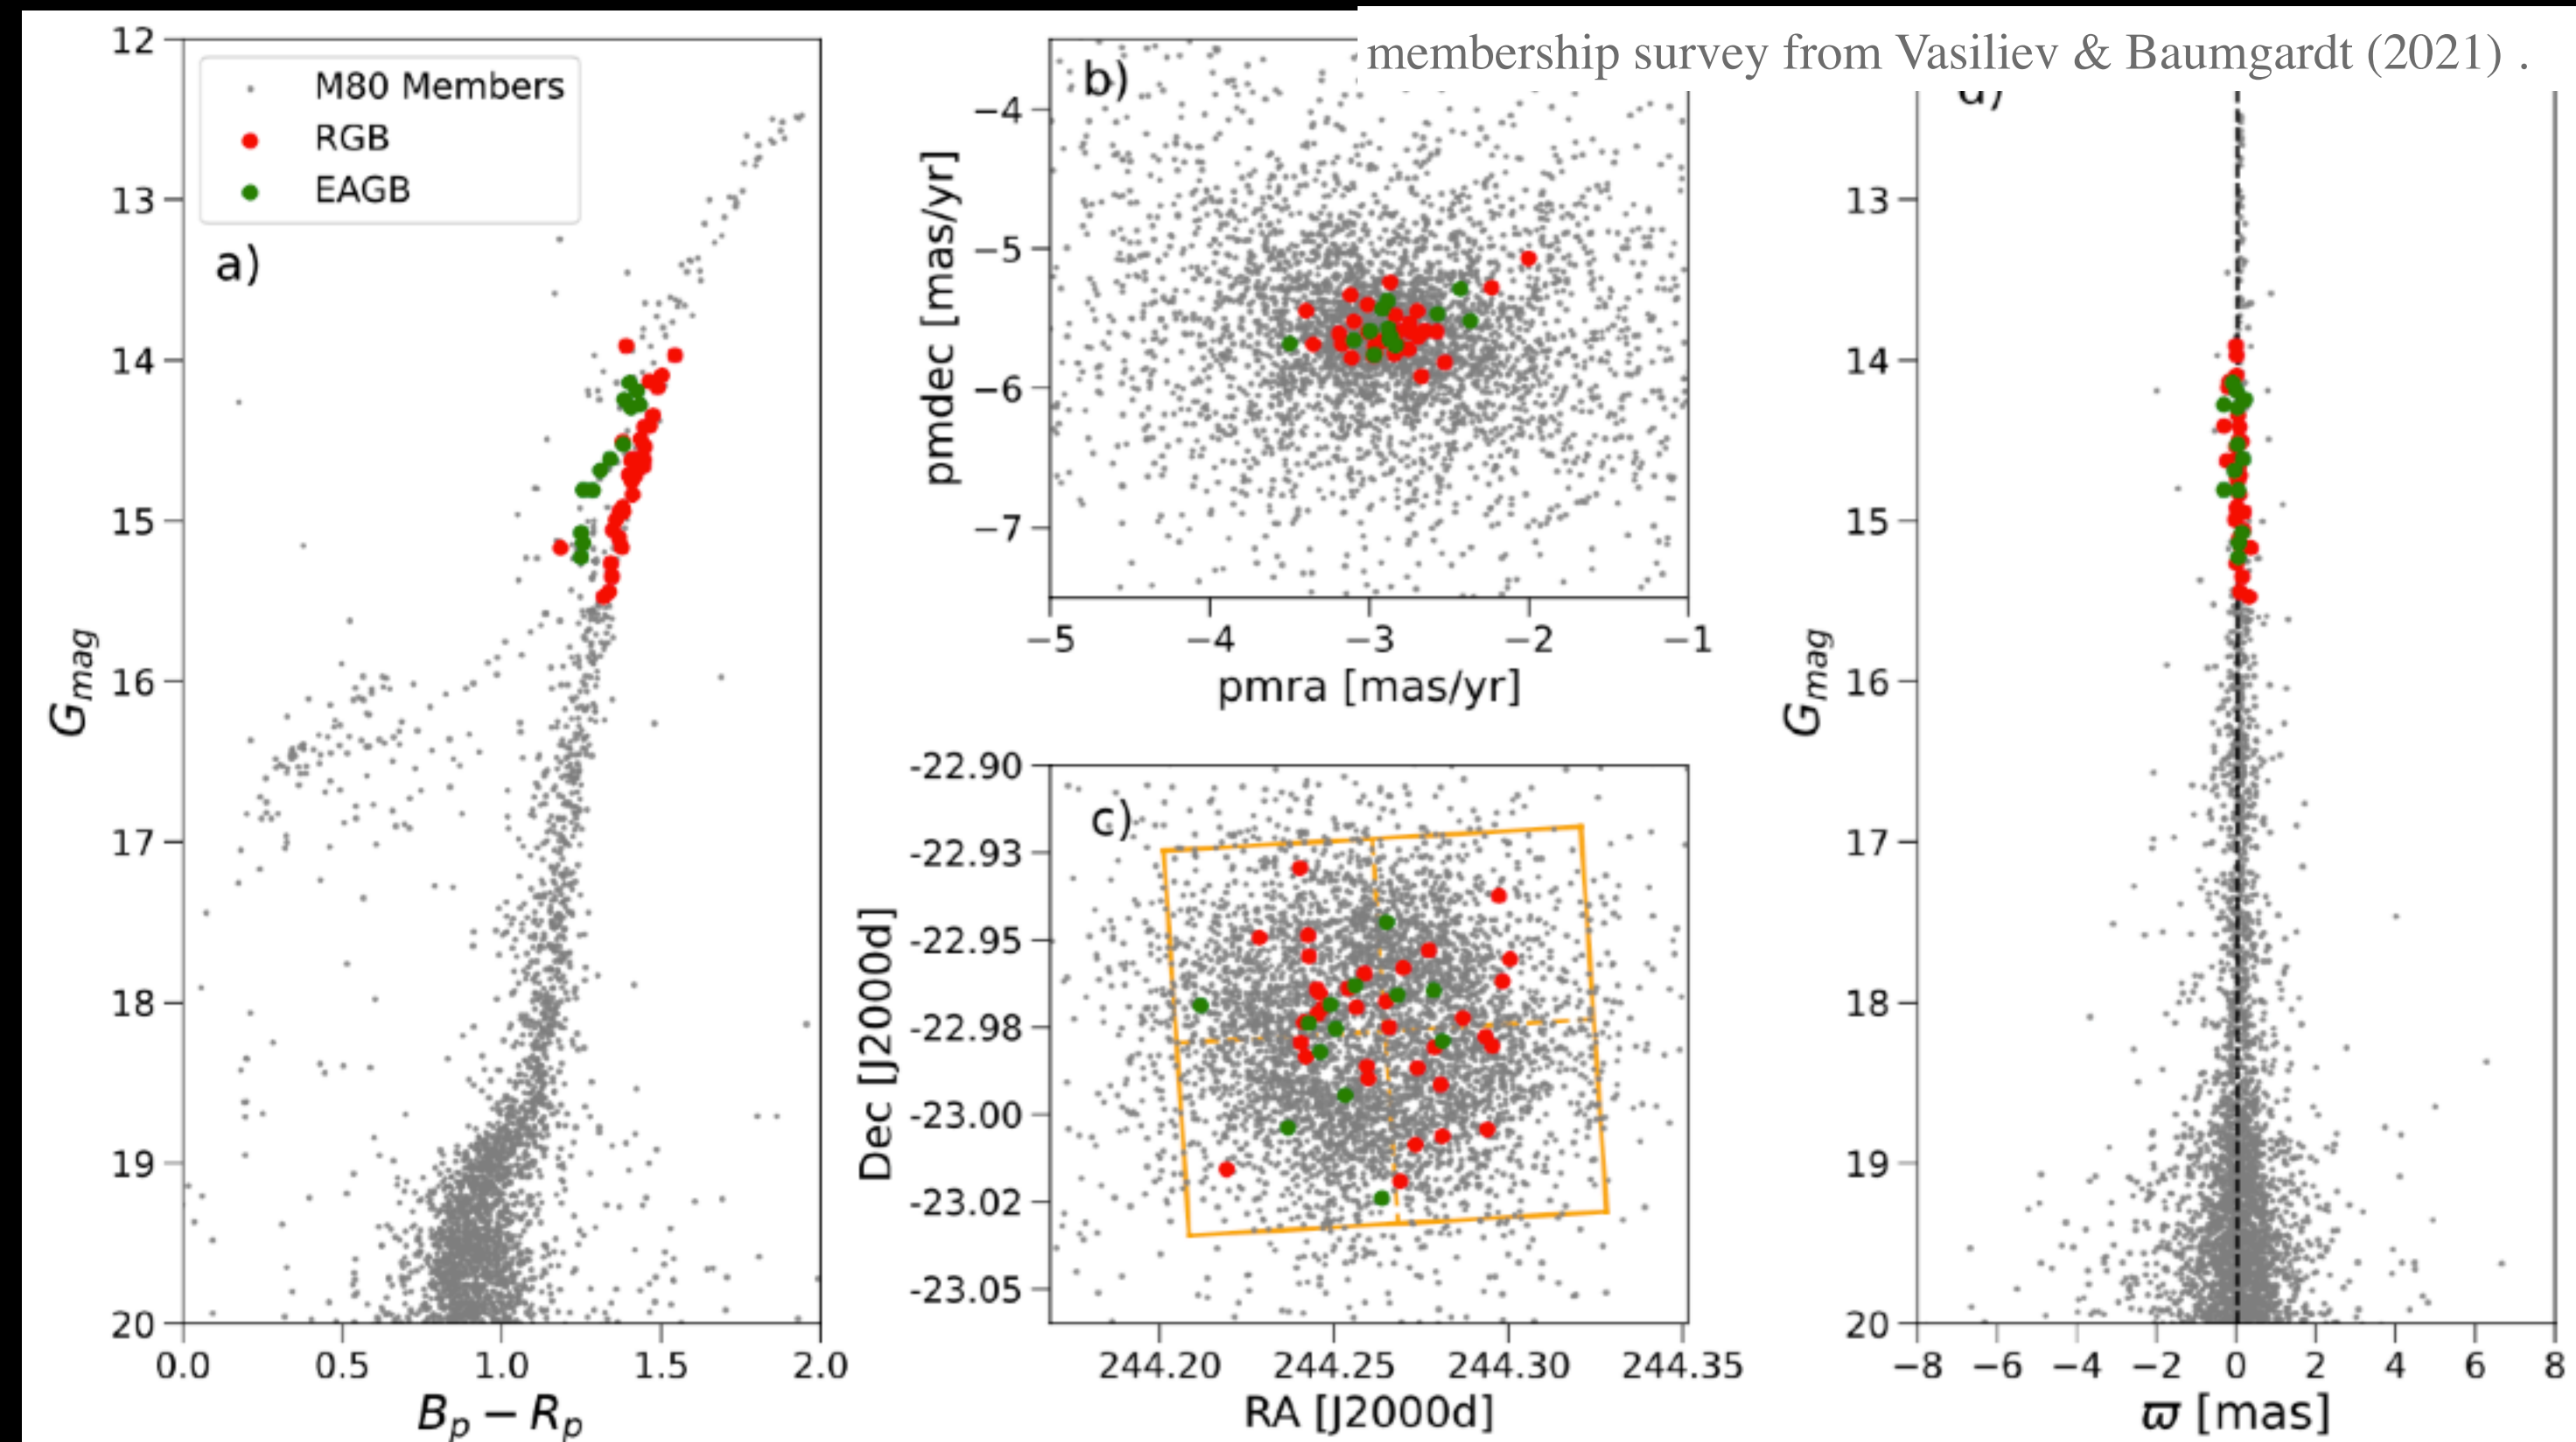 membership survey from Vasiliev & Baumgardt (2021) .
12
13
14
15
16
17
18
19
20
G_mag
M80 Members
RGB
EAGB
a)
0.0 0.5 1.0 1.5 2.0
B_p − R_p
b)
−4
−5
−6
−7
pmdec [mas/yr]
−5 −4 −3 −2 −1
pmra [mas/yr]
c)
-22.90
-22.93
-22.95
-22.98
-23.00
-23.02
-23.05
Dec [J2000d]
244.20 244.25 244.30 244.35
RA [J2000d]
d)
13
14
15
16
17
18
19
20
G_mag
−8 −6 −4 −2 0 2 4 6 8
ϖ [mas]